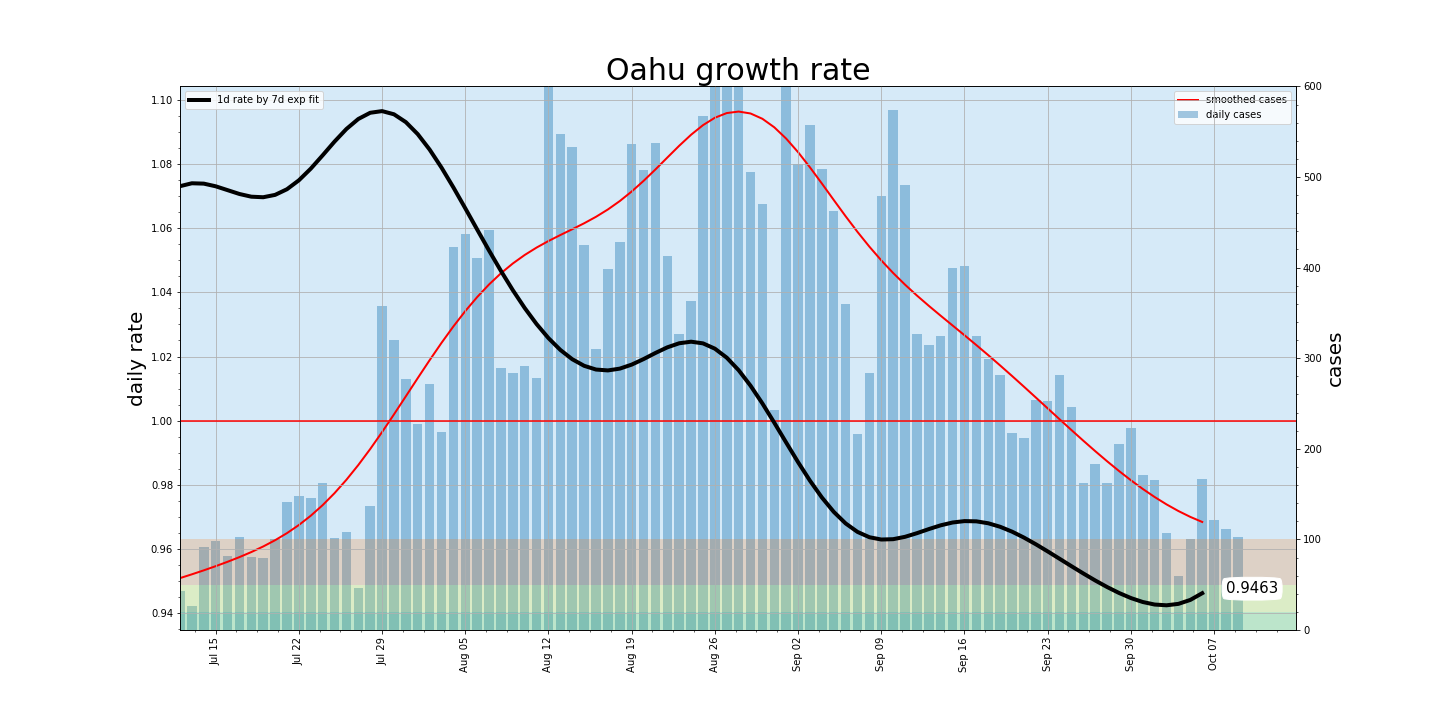 Oahu growth rate
1d rate by 7d exp fit
smoothed cases
daily cases
daily rate
1.10
1.08
1.06
1.04
1.02
1.00
0.98
0.96
0.94
cases
600
500
400
300
200
100
0
0.9463
Jul 15
Jul 22
Jul 29
Aug 05
Aug 12
Aug 19
Aug 26
Sep 02
Sep 09
Sep 16
Sep 23
Sep 30
Oct 07